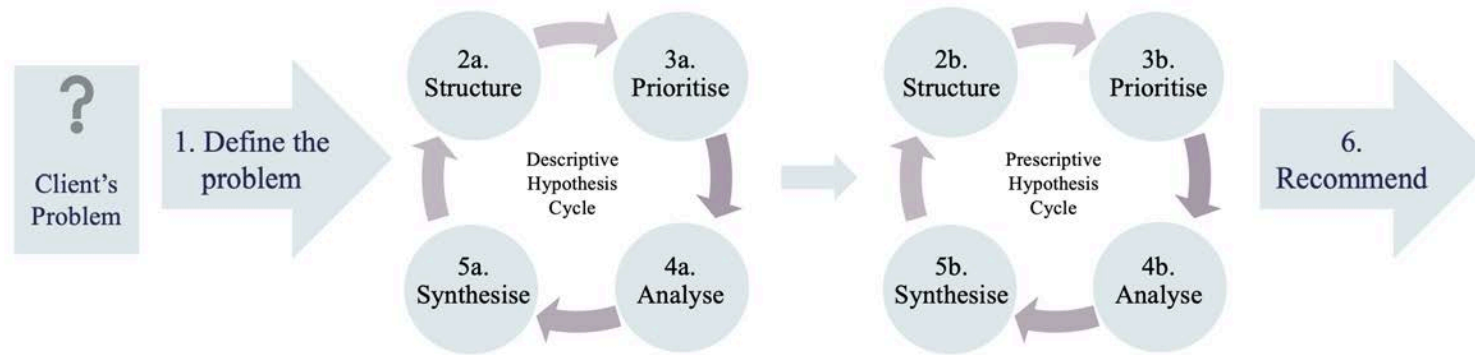 ?
Client's
Problem
1. Define the
problem
2a.
Structure
3a.
Prioritise
Descriptive
Hypothesis
Cycle
5a.
Synthesise
4a.
Analyse
2b.
Structure
3b.
Prioritise
Prescriptive
Hypothesis
Cycle
5b.
Synthesise
4b.
Analyse
6.
Recommend